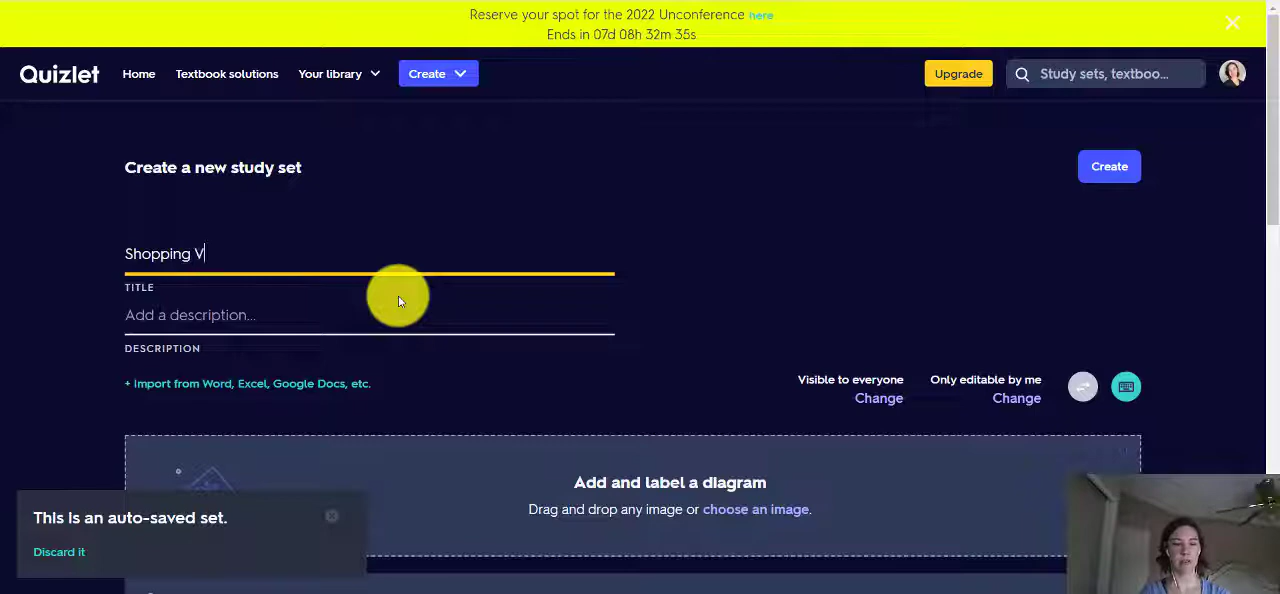 Reserve your spot for the 2022 Unconference here
Ends in 07d 08h 32m 35s
Quizlet Home Textbook solutions Your library Create Upgrade Study sets, textboo...
Create a new study set Create
Shopping V
TITLE
Add a description...
DESCRIPTION
+ Import from Word, Excel, Google Docs, etc.
Visible to everyone Only editable by me
Change Change
Add and label a diagram
Drag and drop any image or choose an image.
This is an auto-saved set.
Discard it